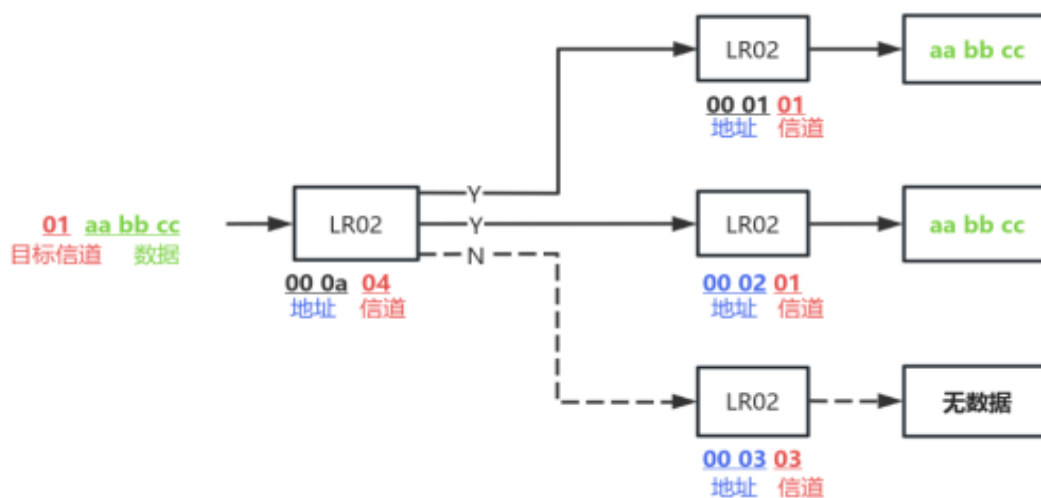 LR02
aa bb cc
00 01 01
地址 信道
Y
01 aa bb cc
目标信道 数据
LR02
Y
LR02
aa bb cc
N
00 0a 04
地址 信道
00 02 01
地址 信道
LR02
无数据
00 03 03
地址 信道